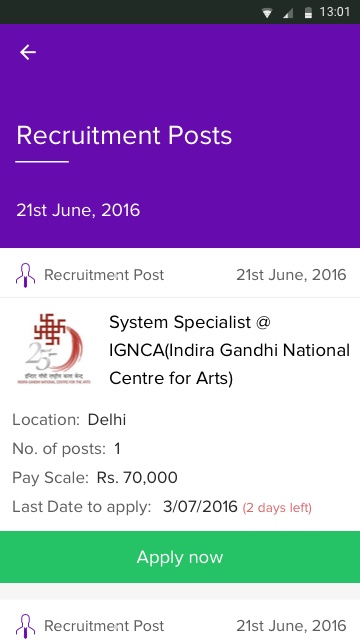 13:01
Recruitment Posts
21st June, 2016
Recruitment Post 21st June, 2016
System Specialist @
IGNCA(Indira Gandhi National
Centre for Arts)
25
INDIRA GANDHI NATIONAL CENTRE FOR THE ARTS
Location: Delhi
No. of posts: 1
Pay Scale: Rs. 70,000
Last Date to apply: 3/07/2016 (2 days left)
Apply now
Recruitment Post 21st June, 2016